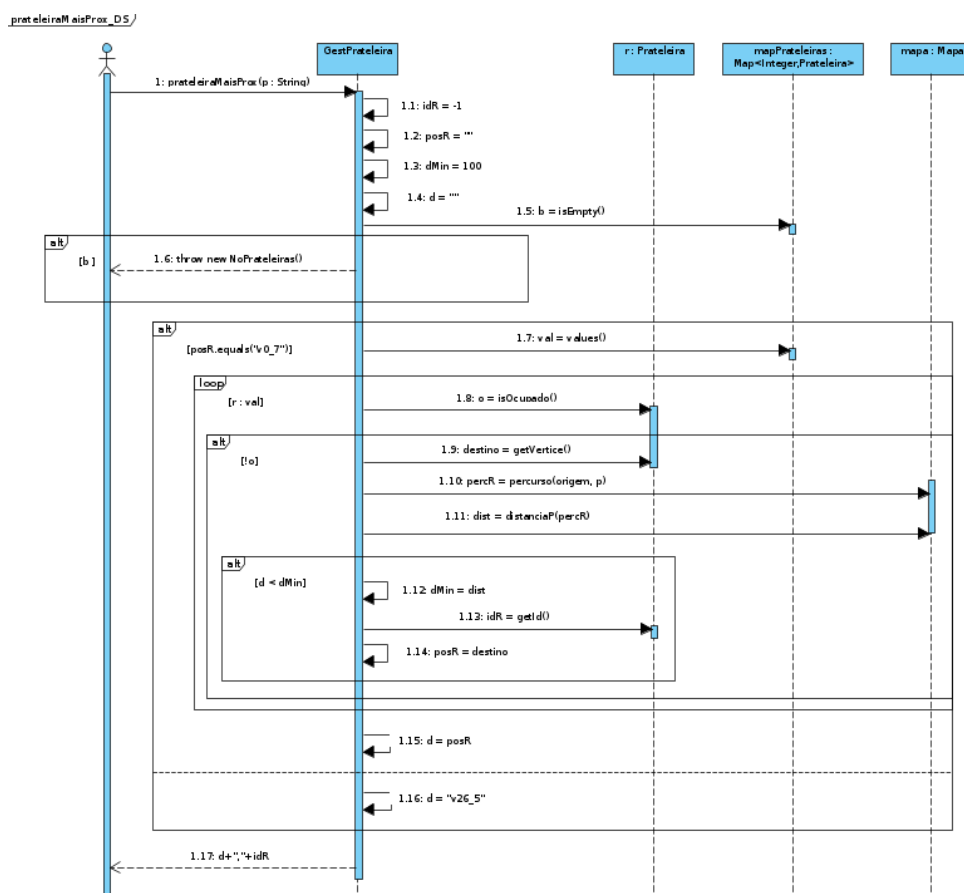 prateleiraMaisProx_DS
GestPrateleira
r : Prateleira
mapPrateleiras :
Map<Integer,Prateleira>
mapa : Mapa
1: prateleiraMaisProx(p : String)
1.1: idR = -1
1.2: posR = ""
1.3: dMin = 100
1.4: d = ""
1.5: b = isEmpty()
alt
[b ]
1.6: throw new NoPrateleiras()
alt
[posR.equals("v0_7")]
1.7: val = values()
loop
[r : val]
1.8: o = isOcupado()
alt
[!o]
1.9: destino = getVertice()
1.10: percR = percurso(origem, p)
1.11: dist = distanciaP(percR)
alt
[d < dMin]
1.12: dMin = dist
1.13: idR = getId()
1.14: posR = destino
1.15: d = posR
1.16: d = "v26_5"
1.17: d+","+idR